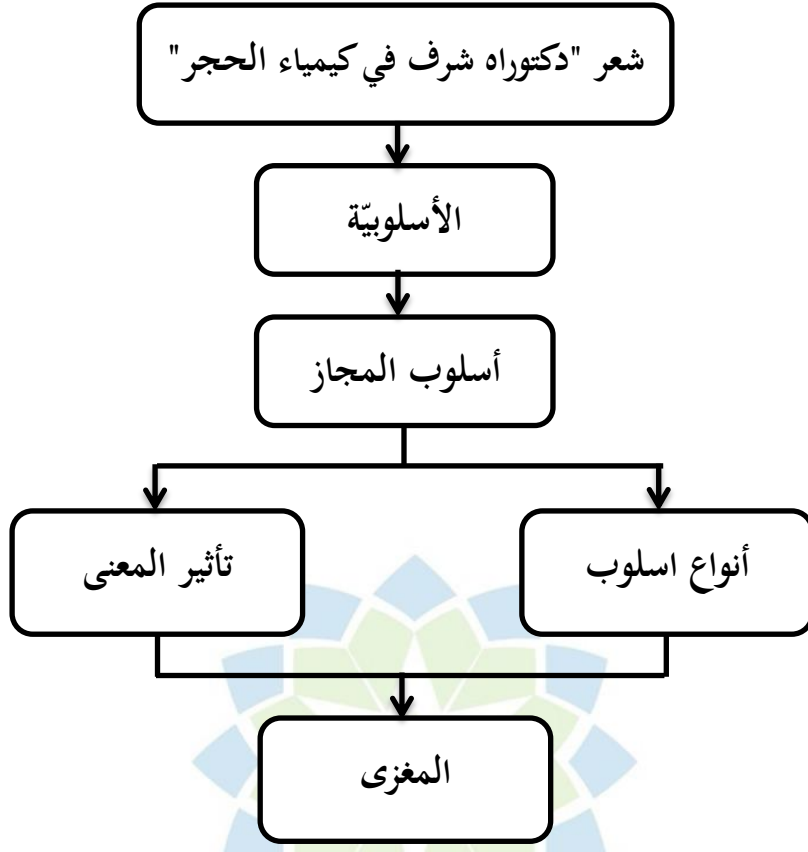 شعر "دكتوراه شرف في كيمياء الحجر"
الأسلوبيّة
أسلوب المجاز
أنواع اسلوب
تأثير المعنى
المغزى